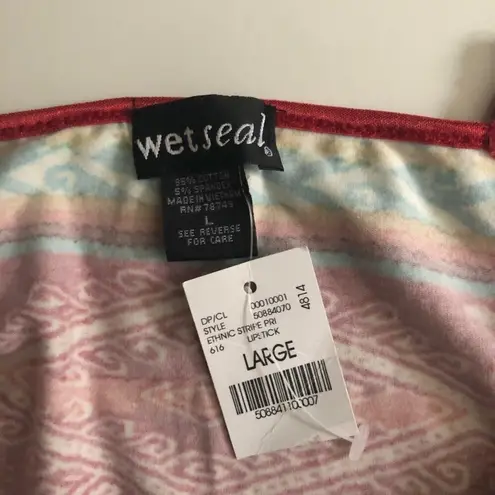 wetseal®
95% COTTON
5% SPANDEX
MADE IN VIETNAM
RN# 78749
L
SEE REVERSE
FOR CARE
DP/CL 00010001
STYLE 50884070
ETHNIC STRIPE PRI
616 LIPSTICK
4814
LARGE
508841100007